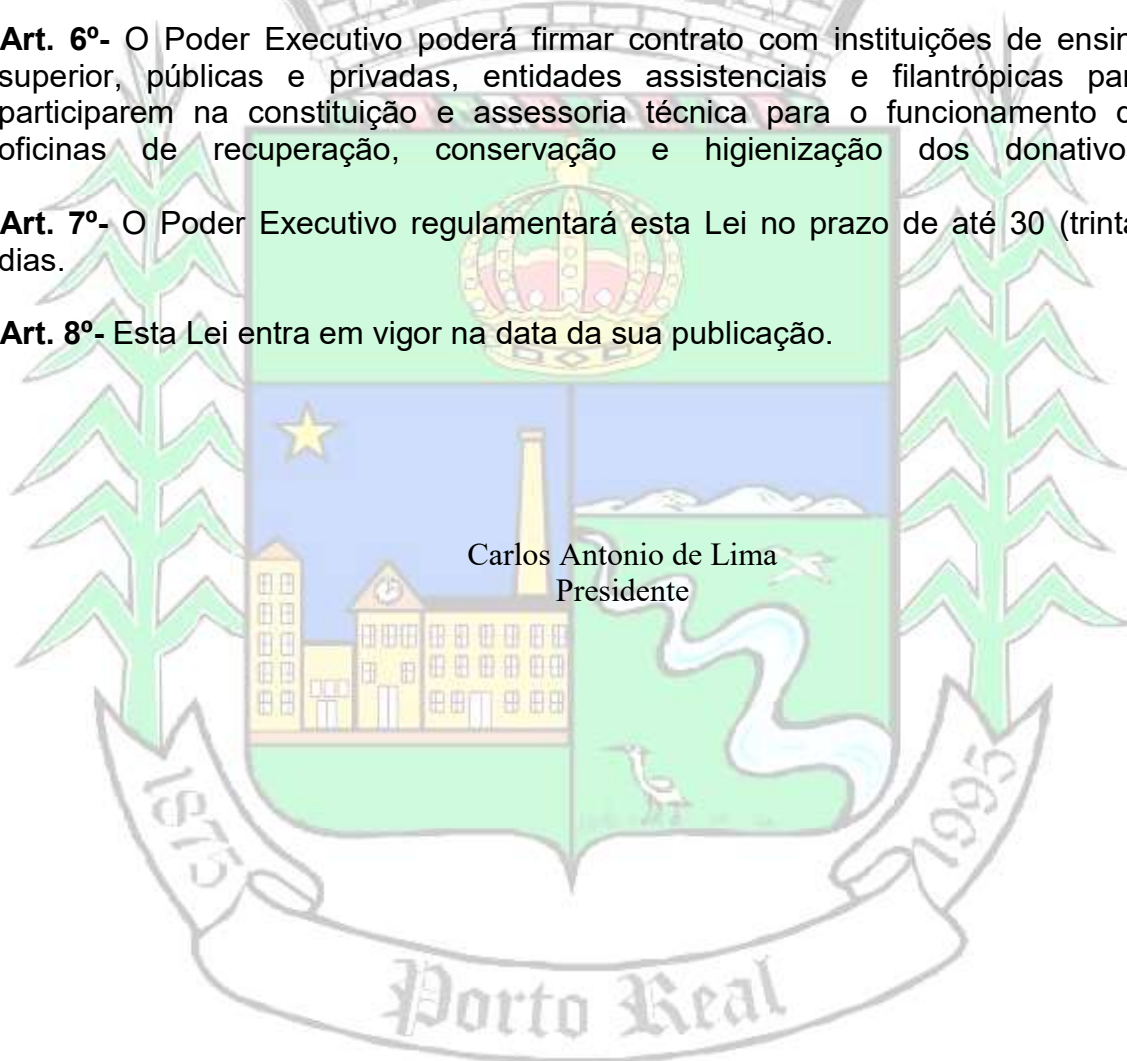 Art. 6º- O Poder Executivo poderá firmar contrato com instituições de ensin
superior, públicas e privadas, entidades assistenciais e filantrópicas par
participarem na constituição e assessoria técnica para o funcionamento d
oficinas de recuperação, conservação e higienização dos donativo
Art. 7º- O Poder Executivo regulamentará esta Lei no prazo de até 30 (trinta
dias.
Art. 8º- Esta Lei entra em vigor na data da sua publicação.
Carlos Antonio de Lima
Presidente
1875
1995
Porto Real